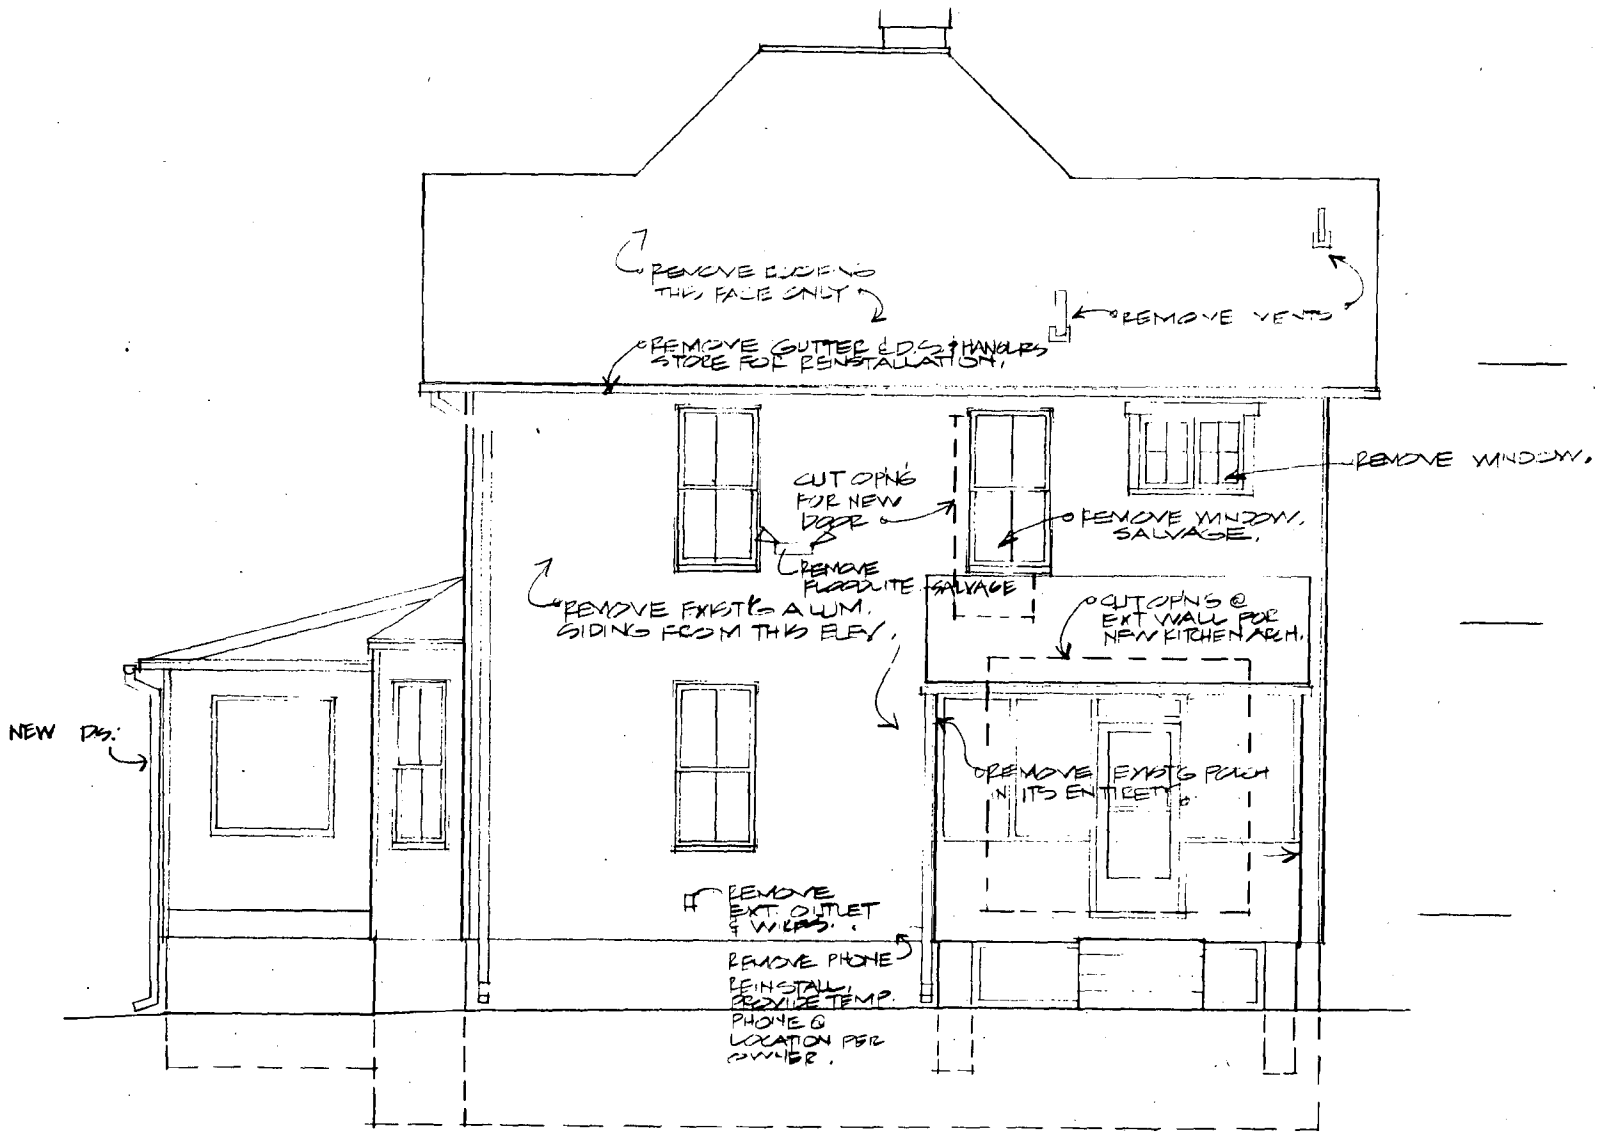 REMOVE ROOFING
THIS FACE ONLY
REMOVE VENTS
REMOVE GUTTER & D.S. & HANGERS
STORE FOR REINSTALLATION.
REMOVE WINDOW.
CUT OPN'G
FOR NEW
DOOR
REMOVE WINDOW.
SALVAGE.
REMOVE
FLOODLITE - SALVAGE
REMOVE EXIST'G ALUM.
SIDING FROM THIS ELEV.
CUT OPN'G @
EXT WALL FOR
NEW KITCHEN ARCH.
NEW DS.
REMOVE EXIST'G PORCH
IN ITS ENTIRETY.
REMOVE
EXT. OUTLET
& WIRES.
REMOVE PHONE
REINSTALL.
PROVIDE TEMP.
PHONE @
LOCATION PER
OWNER.